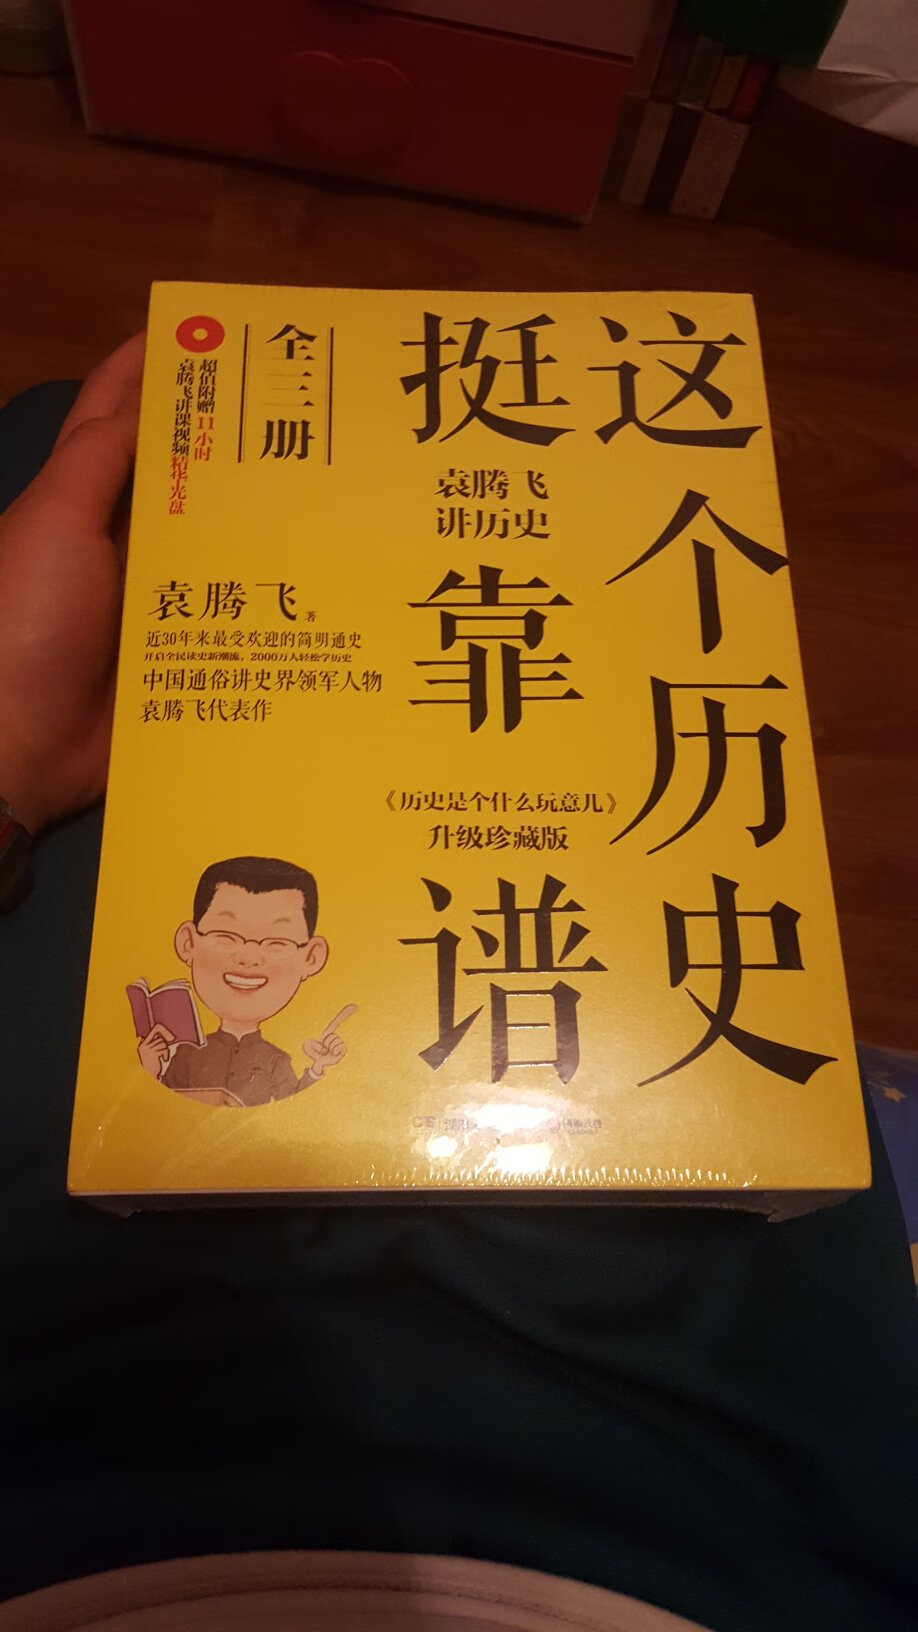 这个历史
挺靠谱
袁腾飞
讲历史
《历史是个什么玩意儿》
升级珍藏版
全三册
超值附赠11小时
袁腾飞讲课视频精华光盘
袁腾飞 著
近30年来最受欢迎的简明通史
开启全民读史新潮流，2000万人轻松学历史
中国通俗讲史界领军人物
袁腾飞代表作